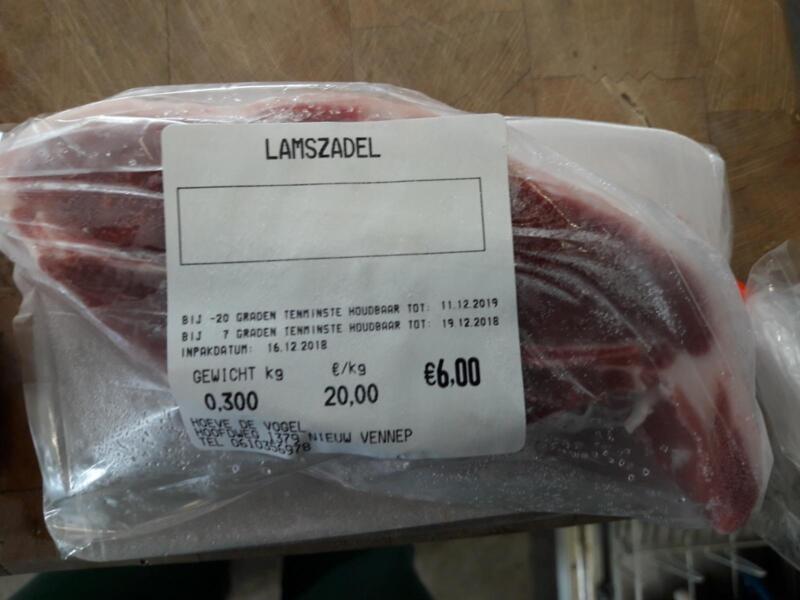 LAMSZADEL
BIJ -20 GRADEN TENMINSTE HOUDBAAR TOT: 11.12.2019
BIJ 7 GRADEN TENMINSTE HOUDBAAR TOT: 19.12.2018
INPAKDATUM: 16.12.2018
GEWICHT kg €/kg €6,00
0,300 20,00
HOEVE DE VOGEL
HOOFDWEG 1379 NIEUW VENNEP
TEL 0610356978